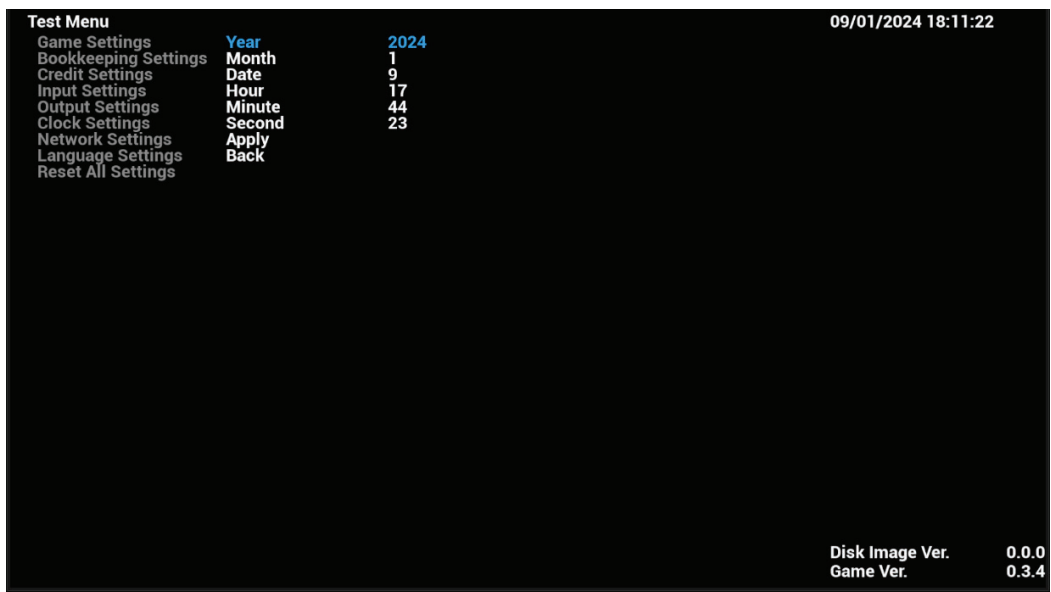 Test Menu 09/01/2024 18:11:22
Game Settings Year 2024
Bookkeeping Settings Month 1
Credit Settings Date 9
Input Settings Hour 17
Output Settings Minute 44
Clock Settings Second 23
Network Settings Apply
Language Settings Back
Reset All Settings
Disk Image Ver. 0.0.0
Game Ver. 0.3.4